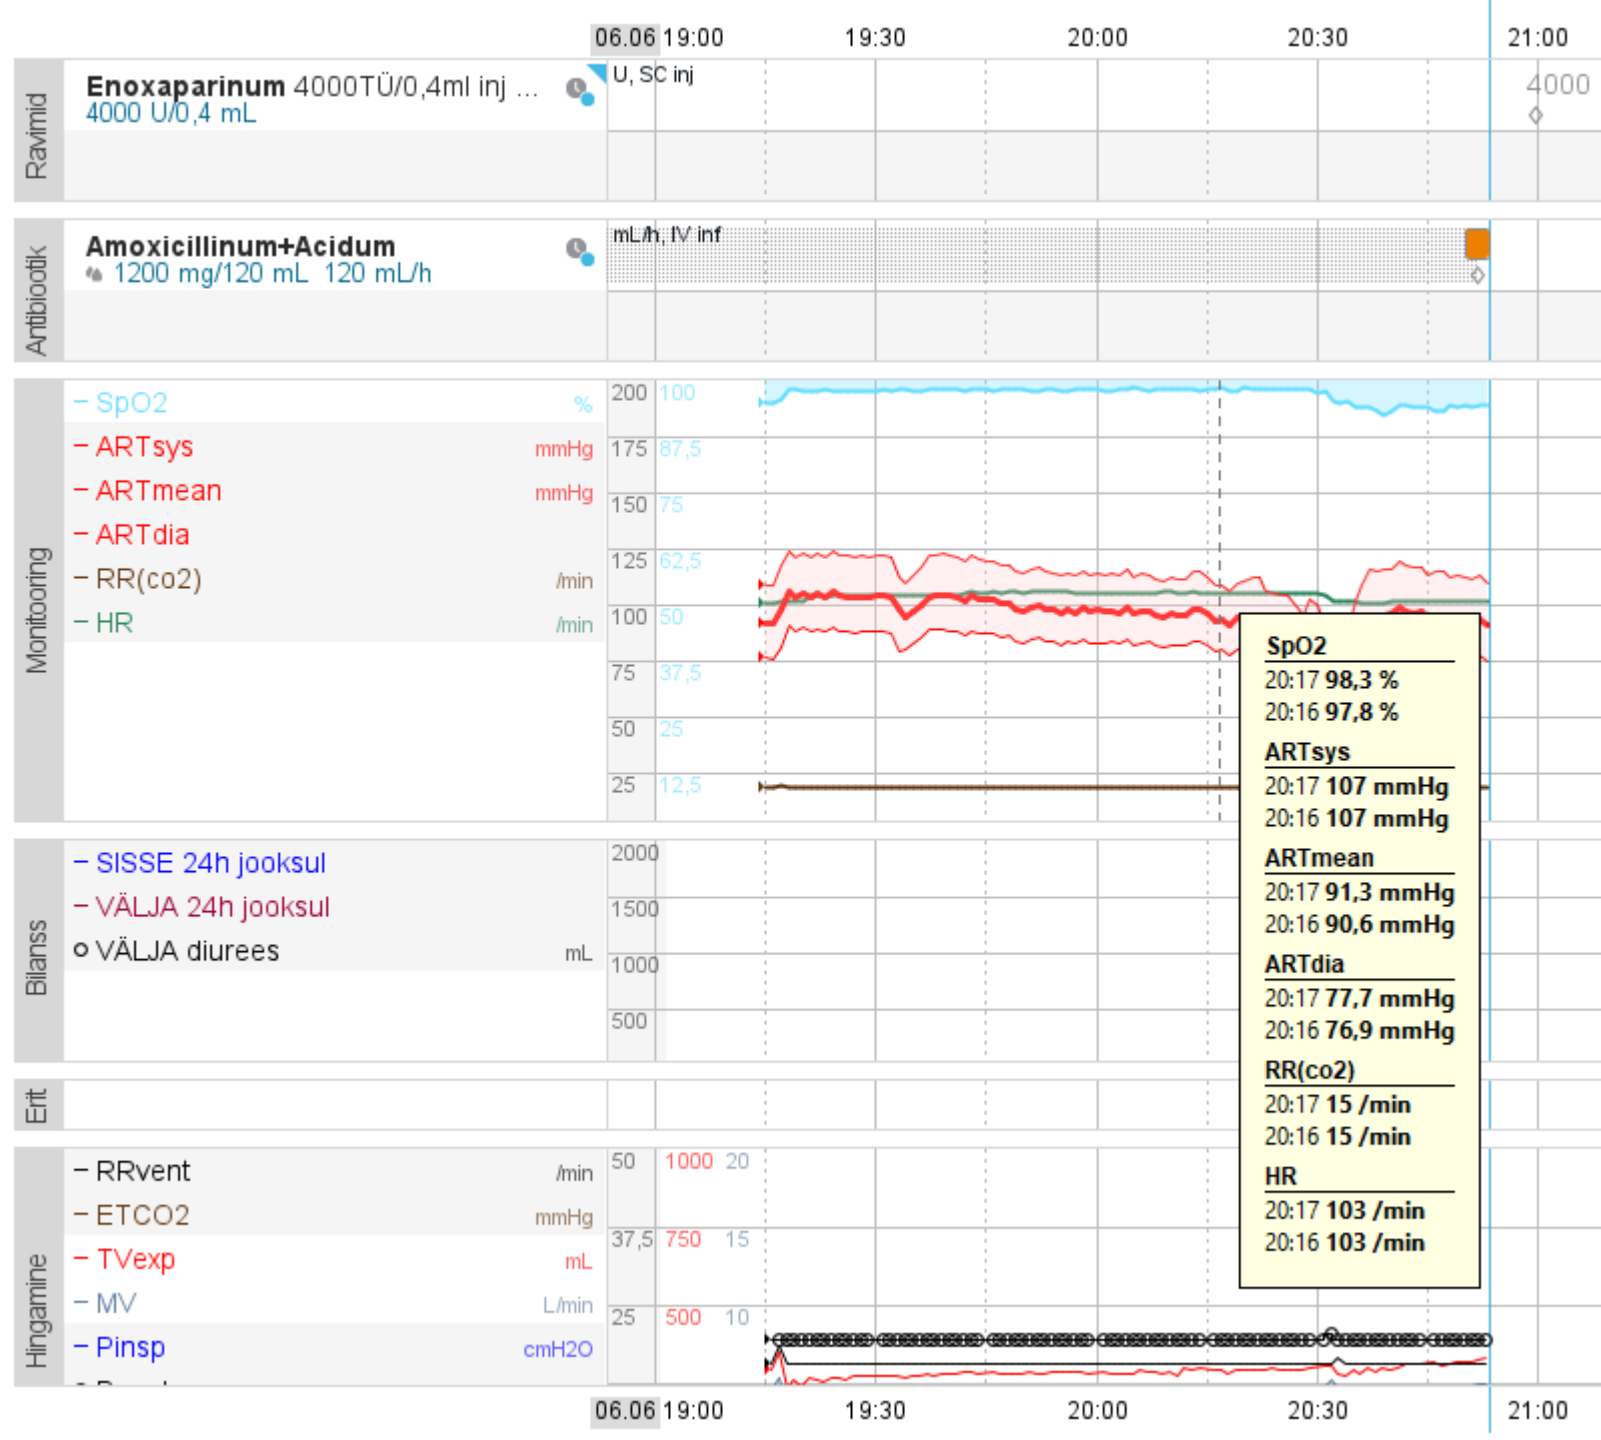 06.06 19:00 19:30 20:00 20:30 21:00
Ravimid
Enoxaparinum 4000TÜ/0,4ml inj ...
4000 U/0,4 mL
U, SC inj
4000
Antibiootik
Amoxicillinum+Acidum
1200 mg/120 mL 120 mL/h
mL/h, IV inf
Monitooring
SpO2 %
ARTsys mmHg
ARTmean mmHg
ARTdia
RR(co2) /min
HR /min
200 100
175 87,5
150 75
125 62,5
100 50
75 37,5
50 25
25 12,5
SpO2
20:17 98,3 %
20:16 97,8 %
ARTsys
20:17 107 mmHg
20:16 107 mmHg
ARTmean
20:17 91,3 mmHg
20:16 90,6 mmHg
ARTdia
20:17 77,7 mmHg
20:16 76,9 mmHg
RR(co2)
20:17 15 /min
20:16 15 /min
HR
20:17 103 /min
20:16 103 /min
Bilanss
SISSE 24h jooksul
VÄLJA 24h jooksul
VÄLJA diurees mL
2000
1500
1000
500
Erit
Hingamine
RRvent /min
ETCO2 mmHg
TVexp mL
MV L/min
Pinsp cmH2O
50 1000 20
37,5 750 15
25 500 10
06.06 19:00 19:30 20:00 20:30 21:00